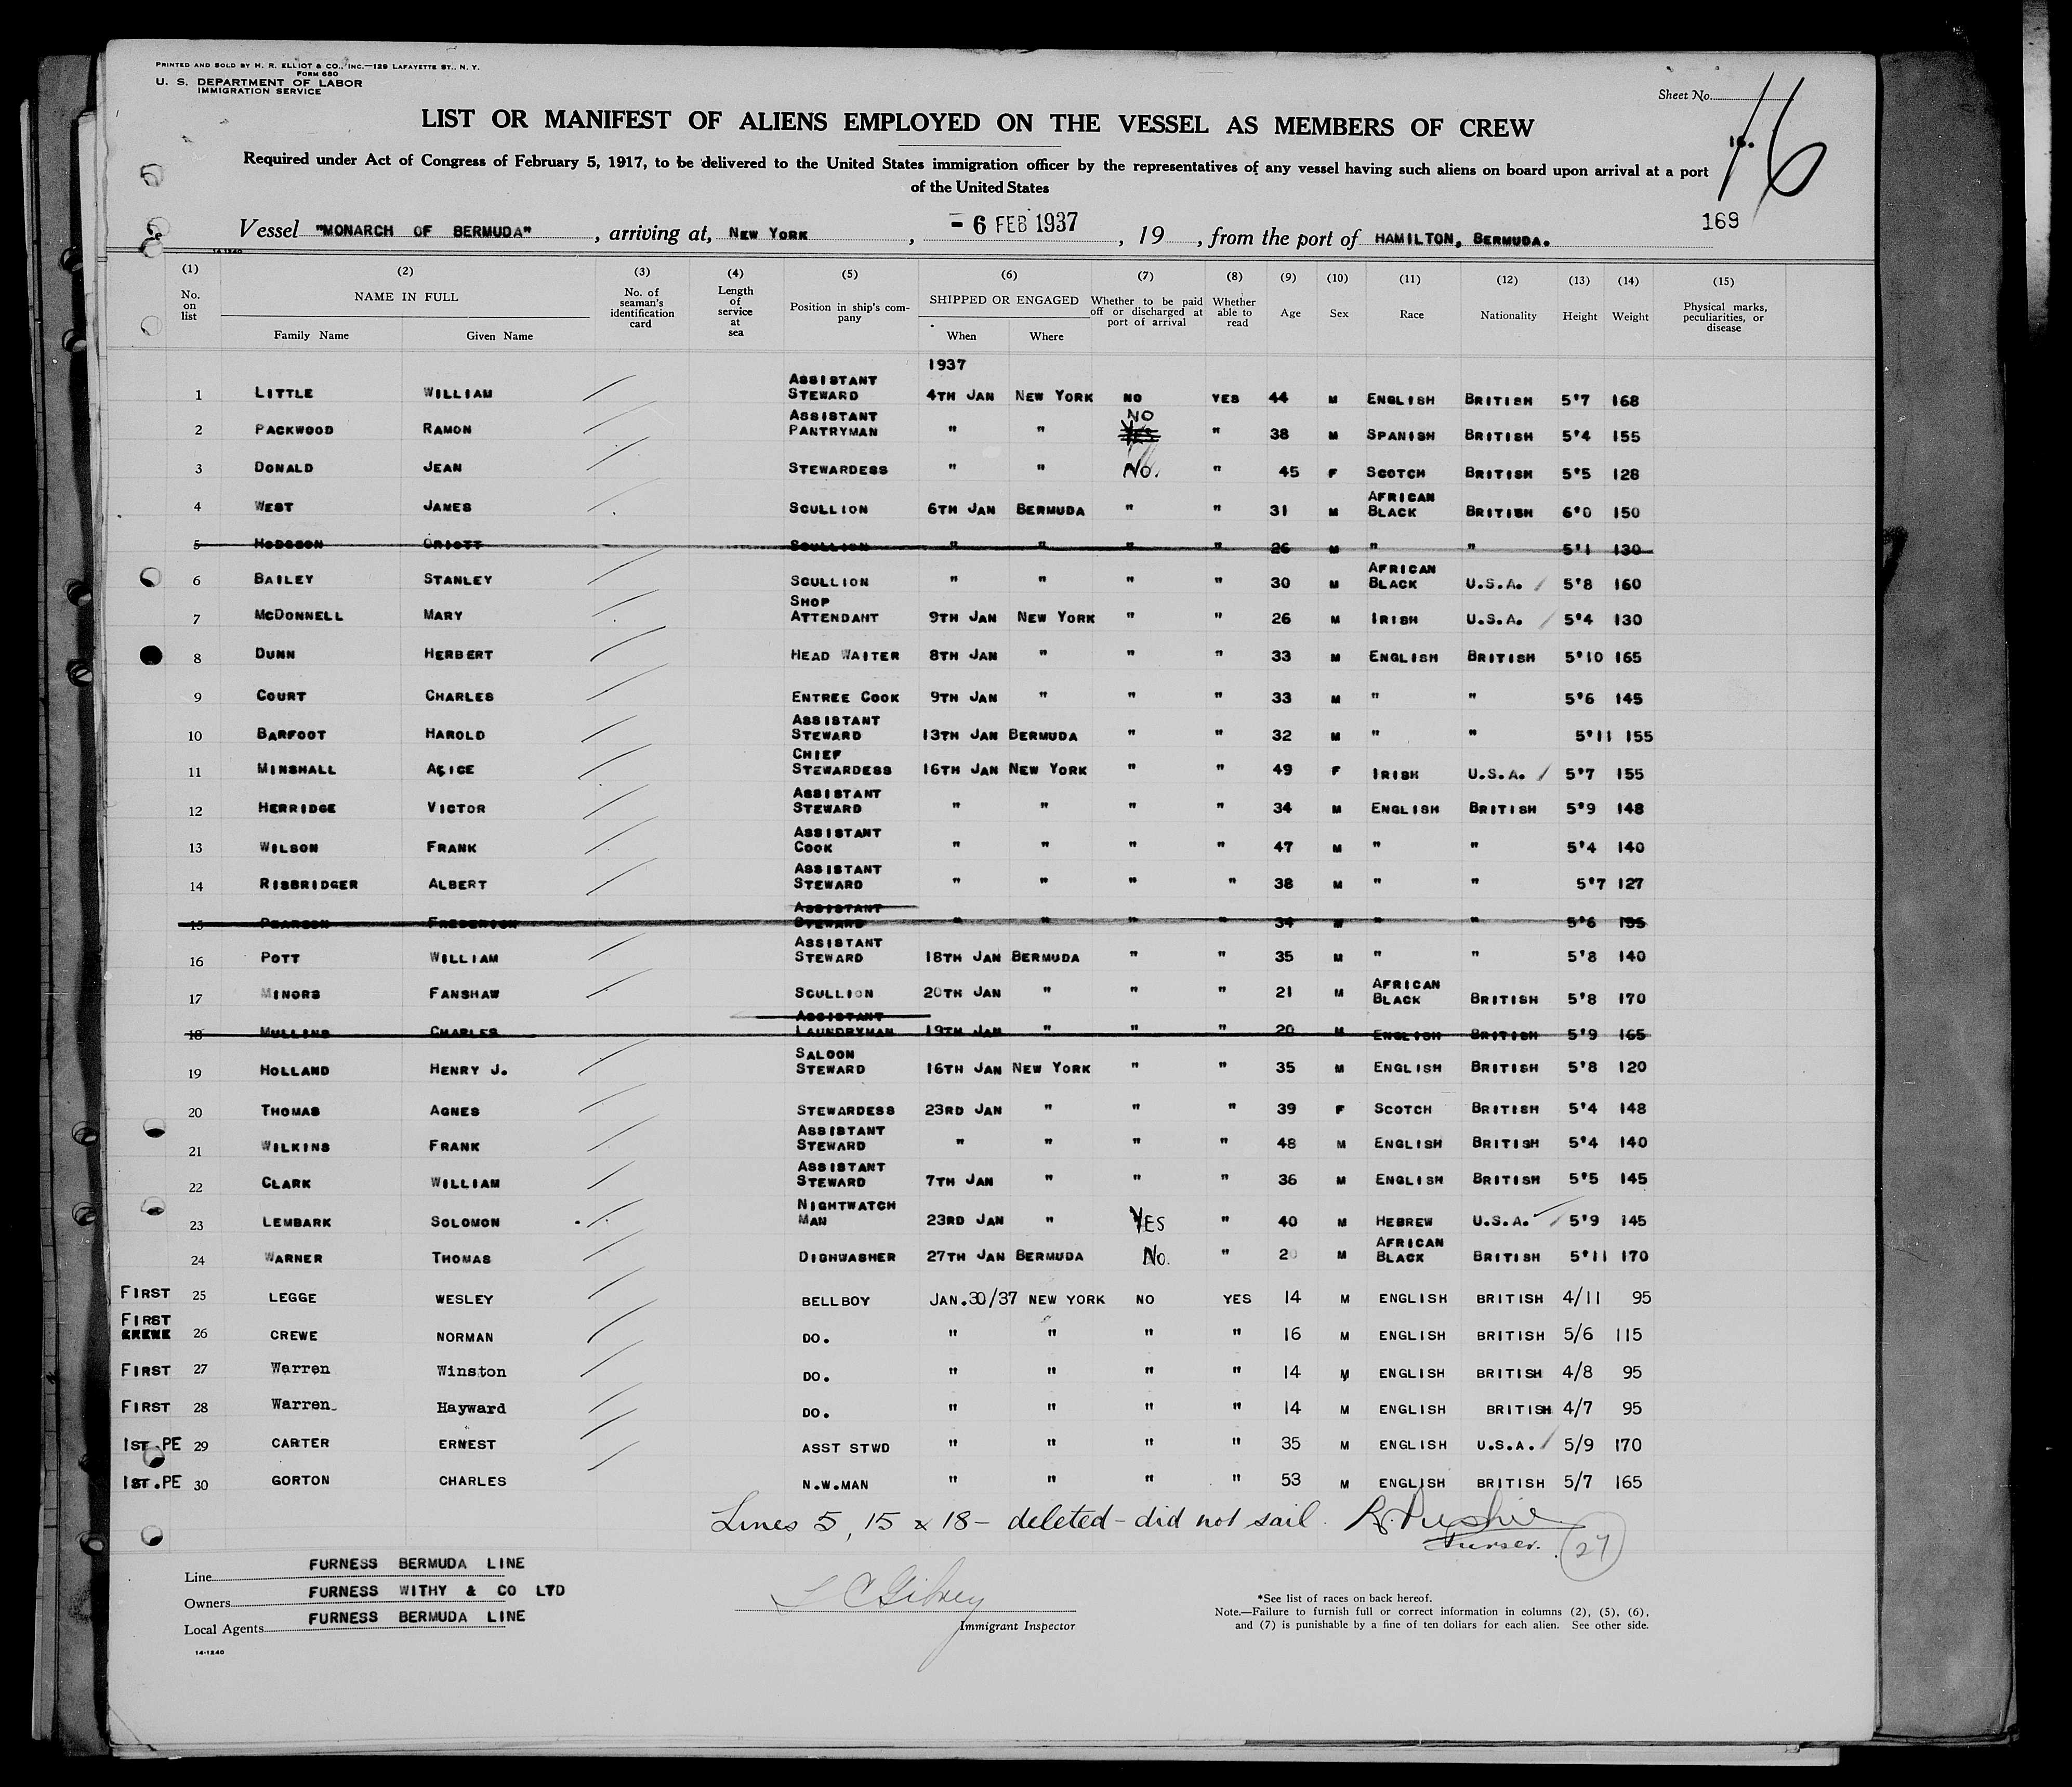 PRINTED AND SOLD BY H. R. ELLIOT & CO., INC.—129 LAFAYETTE ST., N. Y.
FORM 680
U. S. DEPARTMENT OF LABOR
IMMIGRATION SERVICE
Sheet No.
16
LIST OR MANIFEST OF ALIENS EMPLOYED ON THE VESSEL AS MEMBERS OF CREW
16.
Required under Act of Congress of February 5, 1917, to be delivered to the United States immigration officer by the representatives of any vessel having such aliens on board upon arrival at a port
of the United States
169
Vessel "MONARCH OF BERMUDA", arriving at, NEW YORK, - 6 FEB 1937, 19 , from the port of HAMILTON, BERMUDA.
14-1240
(1) (2) (3) (4) (5) (6) (7) (8) (9) (10) (11) (12) (13) (14) (15)
No. on list NAME IN FULL Family Name Given Name No. of seaman's identification card Length of service at sea Position in ship's company SHIPPED OR ENGAGED When Where Whether to be paid off or discharged at port of arrival Whether able to read Age Sex Race Nationality Height Weight Physical marks, peculiarities, or disease
1937
1 LITTLE WILLIAM ASSISTANT STEWARD 4TH JAN NEW YORK NO YES 44 M ENGLISH BRITISH 5'7 168
2 PACKWOOD RAMON ASSISTANT PANTRYMAN " " NO YES " 38 M SPANISH BRITISH 5'4 155
3 DONALD JEAN STEWARDESS " " No. " 45 F SCOTCH BRITISH 5'5 128
4 WEST JAMES SCULLION 6TH JAN BERMUDA " " 31 M AFRICAN BLACK BRITISH 6'0 150
5 HODGSON SCULLION " " " " 26 M " " 5'1 130
6 BAILEY STANLEY SCULLION " " " " 30 M AFRICAN BLACK U.S.A. 5'8 160
7 MCDONNELL MARY SHOP ATTENDANT 9TH JAN NEW YORK " " 26 M IRISH U.S.A. 5'4 130
8 DUNN HERBERT HEAD WAITER 8TH JAN " " " 33 M ENGLISH BRITISH 5'10 165
9 COURT CHARLES ENTREE COOK 9TH JAN " " " 33 M " " 5'6 145
10 BARFOOT HAROLD ASSISTANT STEWARD 13TH JAN BERMUDA " " 32 M " " 5'11 155
11 MINSHALL ALICE CHIEF STEWARDESS 16TH JAN NEW YORK " " 49 F IRISH U.S.A. 5'7 155
12 HERRIDGE VICTOR ASSISTANT STEWARD " " " " 34 M ENGLISH BRITISH 5'9 148
13 WILSON FRANK ASSISTANT COOK " " " " 47 M " " 5'4 140
14 RISBRIDGER ALBERT ASSISTANT STEWARD " " " " 38 M " " 5'7 127
15 PEARSON FREDERICK ASSISTANT STEWARD " " " " 34 M " " 5'6 155
16 POTT WILLIAM ASSISTANT STEWARD 18TH JAN BERMUDA " " 35 M " " 5'8 140
17 MINORS FANSHAW SCULLION 20TH JAN " " " 21 M AFRICAN BLACK BRITISH 5'8 170
18 MULLINS CHARLES ASSISTANT LAUNDRYMAN 19TH JAN " " " 20 M ENGLISH BRITISH 5'9 165
19 HOLLAND HENRY J. SALOON STEWARD 16TH JAN NEW YORK " " 35 M ENGLISH BRITISH 5'8 120
20 THOMAS AGNES STEWARDESS 23RD JAN " " " 39 F SCOTCH BRITISH 5'4 148
21 WILKINS FRANK ASSISTANT STEWARD " " " " 48 M ENGLISH BRITISH 5'4 140
22 CLARK WILLIAM ASSISTANT STEWARD 7TH JAN " " " 36 M ENGLISH BRITISH 5'5 145
23 LEMBARK SOLOMON NIGHTWATCH MAN 23RD JAN " YES " 40 M HEBREW U.S.A. 5'9 145
24 WARNER THOMAS DISHWASHER 27TH JAN BERMUDA No. " 20 M AFRICAN BLACK BRITISH 5'11 170
FIRST 25 LEGGE WESLEY BELLBOY JAN.30/37 NEW YORK NO YES 14 M ENGLISH BRITISH 4/11 95
FIRST CREWE 26 CREWE NORMAN DO. " " " " 16 M ENGLISH BRITISH 5/6 115
FIRST 27 Warren Winston DO. " " " " 14 M ENGLISH BRITISH 4/8 95
FIRST 28 Warren Hayward DO. " " " " 14 M ENGLISH BRITISH 4/7 95
1ST.PE 29 CARTER ERNEST ASST STWD " " " " 35 M ENGLISH U.S.A. 5/9 170
1ST.PE 30 GORTON CHARLES N.W.MAN " " " " 53 M ENGLISH BRITISH 5/7 165
Lines 5, 15 & 18 - deleted - did not sail.
Purser. 27
Line FURNESS BERMUDA LINE
Owners FURNESS WITHY & CO LTD
Local Agents FURNESS BERMUDA LINE
Immigrant Inspector
14-1240
*See list of races on back hereof.
Note.—Failure to furnish full or correct information in columns (2), (5), (6),
and (7) is punishable by a fine of ten dollars for each alien. See other side.